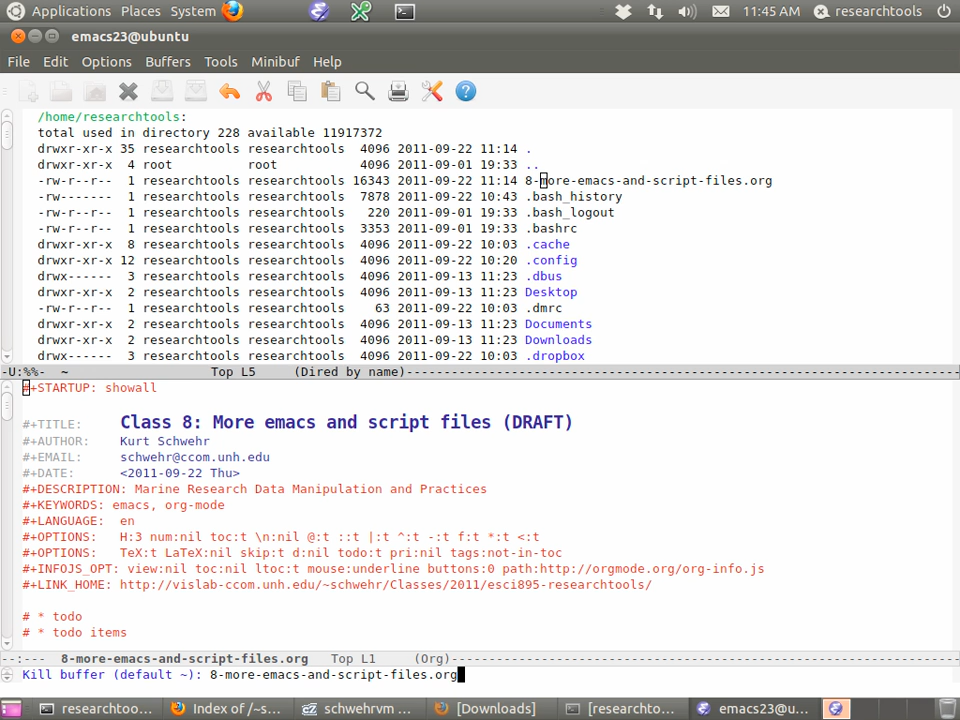 Applications Places System 11:45 AM researchtools
emacs23@ubuntu
File Edit Options Buffers Tools Minibuf Help
/home/researchtools:
total used in directory 228 available 11917372
drwxr-xr-x 35 researchtools researchtools 4096 2011-09-22 11:14 .
drwxr-xr-x 4 root root 4096 2011-09-01 19:33 ..
-rw-r--r-- 1 researchtools researchtools 16343 2011-09-22 11:14 8-more-emacs-and-script-files.org
-rw------- 1 researchtools researchtools 7878 2011-09-22 10:43 .bash_history
-rw-r--r-- 1 researchtools researchtools 220 2011-09-01 19:33 .bash_logout
-rw-r--r-- 1 researchtools researchtools 3353 2011-09-01 19:33 .bashrc
drwxr-xr-x 8 researchtools researchtools 4096 2011-09-22 10:03 .cache
drwxr-xr-x 12 researchtools researchtools 4096 2011-09-22 10:20 .config
drwx------ 3 researchtools researchtools 4096 2011-09-13 11:23 .dbus
drwxr-xr-x 2 researchtools researchtools 4096 2011-09-13 11:23 Desktop
-rw-r--r-- 1 researchtools researchtools 63 2011-09-22 10:03 .dmrc
drwxr-xr-x 2 researchtools researchtools 4096 2011-09-13 11:23 Documents
drwxr-xr-x 2 researchtools researchtools 4096 2011-09-13 11:23 Downloads
drwx------ 3 researchtools researchtools 4096 2011-09-22 10:03 .dropbox
-U:%%- ~ Top L5 (Dired by name)--------------------------------------------------------------------------
#+STARTUP: showall
#+TITLE: Class 8: More emacs and script files (DRAFT)
#+AUTHOR: Kurt Schwehr
#+EMAIL: schwehr@ccom.unh.edu
#+DATE: <2011-09-22 Thu>
#+DESCRIPTION: Marine Research Data Manipulation and Practices
#+KEYWORDS: emacs, org-mode
#+LANGUAGE: en
#+OPTIONS: H:3 num:nil toc:t \n:nil @:t ::t |:t ^:t -:t f:t *:t <:t
#+OPTIONS: TeX:t LaTeX:nil skip:t d:nil todo:t pri:nil tags:not-in-toc
#+INFOJS_OPT: view:nil toc:nil ltoc:t mouse:underline buttons:0 path:http://orgmode.org/org-info.js
#+LINK_HOME: http://vislab-ccom.unh.edu/~schwehr/Classes/2011/esci895-researchtools/
# * todo
# * todo items
--:--- 8-more-emacs-and-script-files.org Top L1 (Org)--------------------------------------------------------------------
Kill buffer (default ~): 8-more-emacs-and-script-files.org
researchtoo... Index of /~s... schwehrvm ... [Downloads] [researchto... emacs23@u...